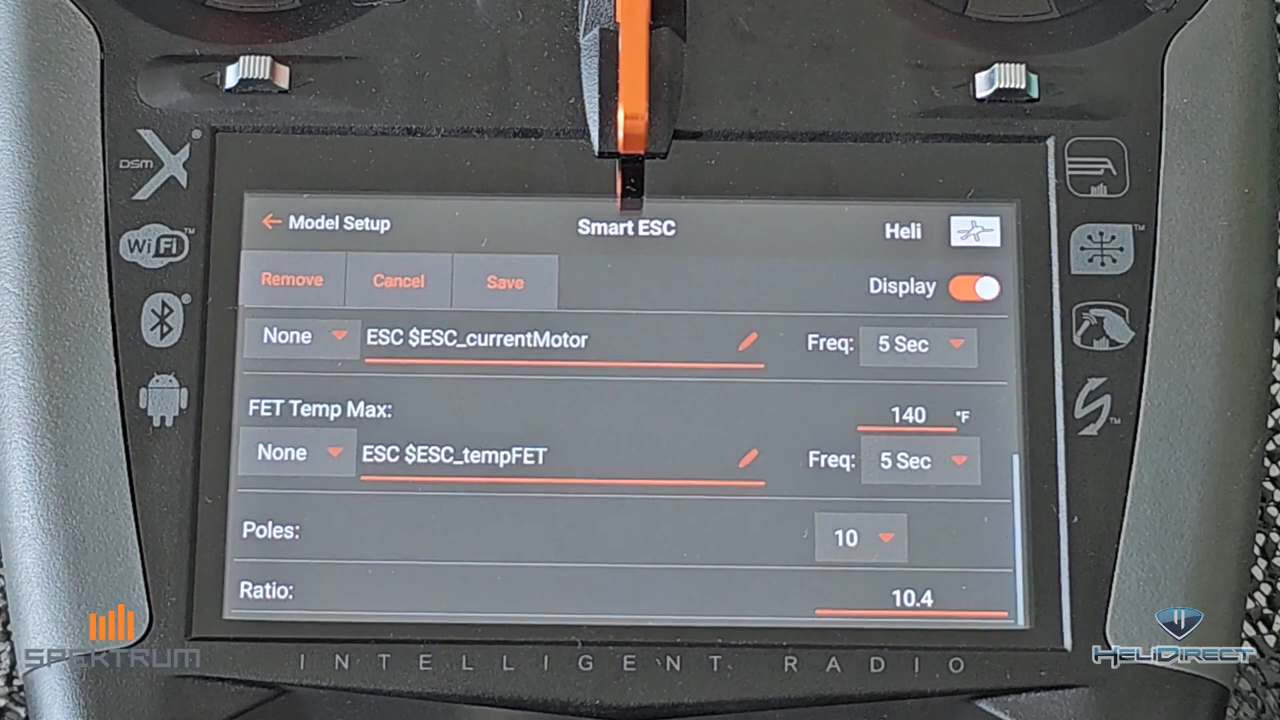 DSM X
WiFi™
← Model Setup
Smart ESC
Heli
Remove
Cancel
Save
Display
None
ESC $ESC_currentMotor
Freq:
5 Sec
FET Temp Max:
140 °F
None
ESC $ESC_tempFET
Freq:
5 Sec
Poles:
10
Ratio:
10.4
INTELLIGENT RADIO
SPEKTRUM
HELIDIRECT